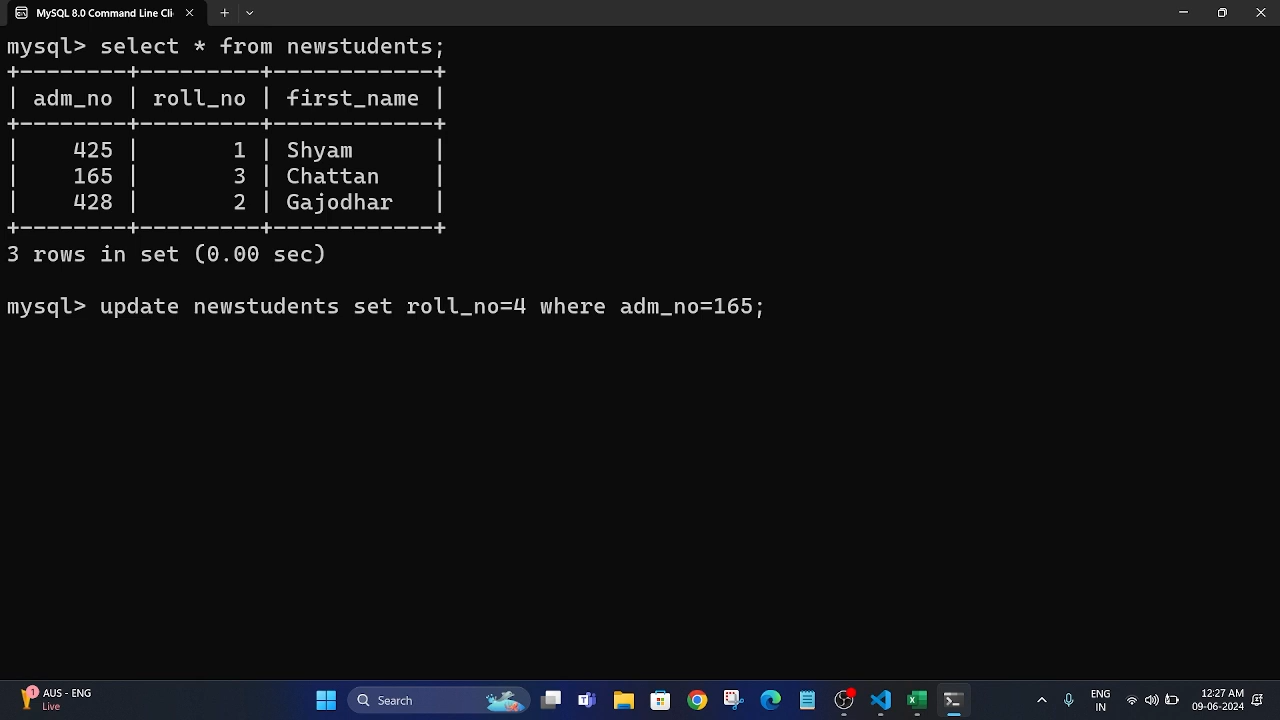 MySQL 8.0 Command Line Cli
mysql> select * from newstudents;
+--------+---------+------------+
| adm_no | roll_no | first_name |
+--------+---------+------------+
|    425 |       1 | Shyam      |
|    165 |       3 | Chattan    |
|    428 |       2 | Gajodhar   |
+--------+---------+------------+
3 rows in set (0.00 sec)
mysql> update newstudents set roll_no=4 where adm_no=165;
1
AUS - ENG
Live
Search
ENG
IN
12:27 AM
09-06-2024